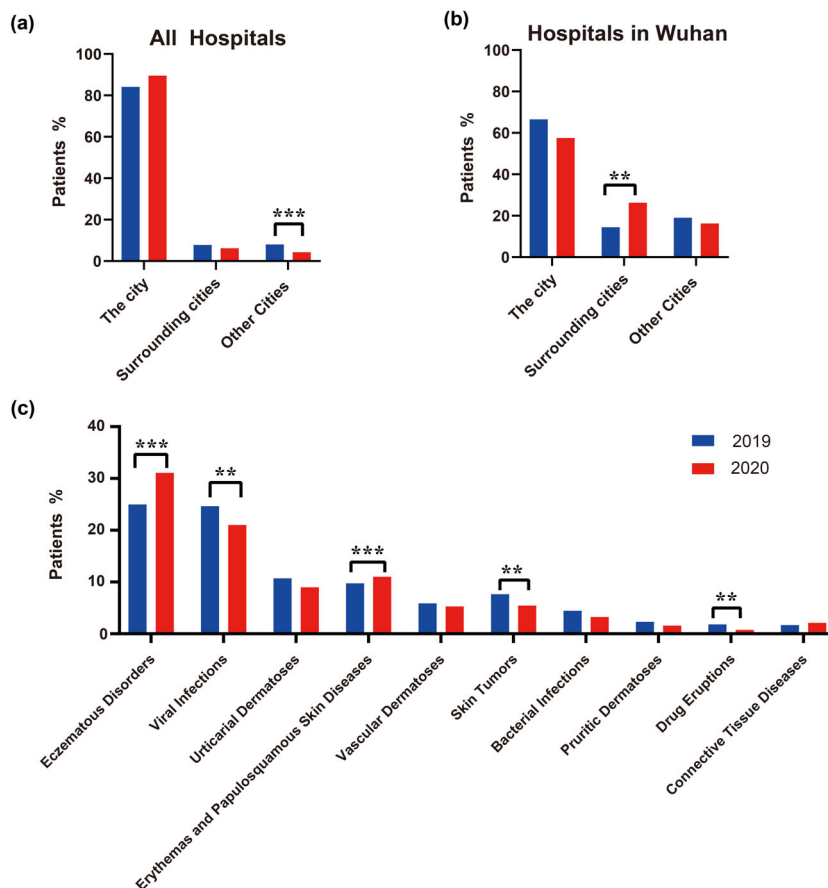 (a)
All Hospitals
Patients %
100
80
60
40
20
0
***
The city
Surrounding cities
Other Cities
(b)
Hospitals in Wuhan
Patients %
100
80
60
40
20
0
**
The city
Surrounding cities
Other Cities
(c)
Patients %
40
30
20
10
0
***
**
***
**
**
2019
2020
Eczematous Disorders
Viral Infections
Urticarial Dermatoses
Erythemas and Papulosquamous Skin Diseases
Vascular Dermatoses
Skin Tumors
Bacterial Infections
Pruritic Dermatoses
Drug Eruptions
Connective Tissue Diseases